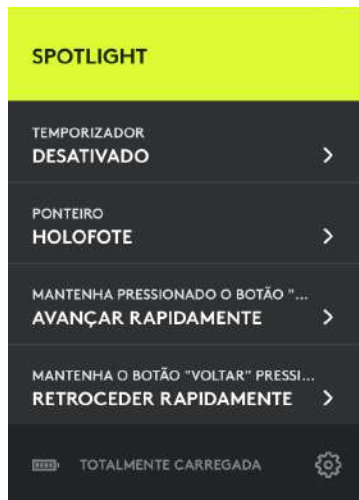 SPOTLIGHT
TEMPORIZADOR
DESATIVADO
PONTEIRO
HOLOFOTE
MANTENHA PRESSIONADO O BOTÃO "...
AVANÇAR RAPIDAMENTE
MANTENHA O BOTÃO "VOLTAR" PRESSI...
RETROCEDER RAPIDAMENTE
TOTALMENTE CARREGADA